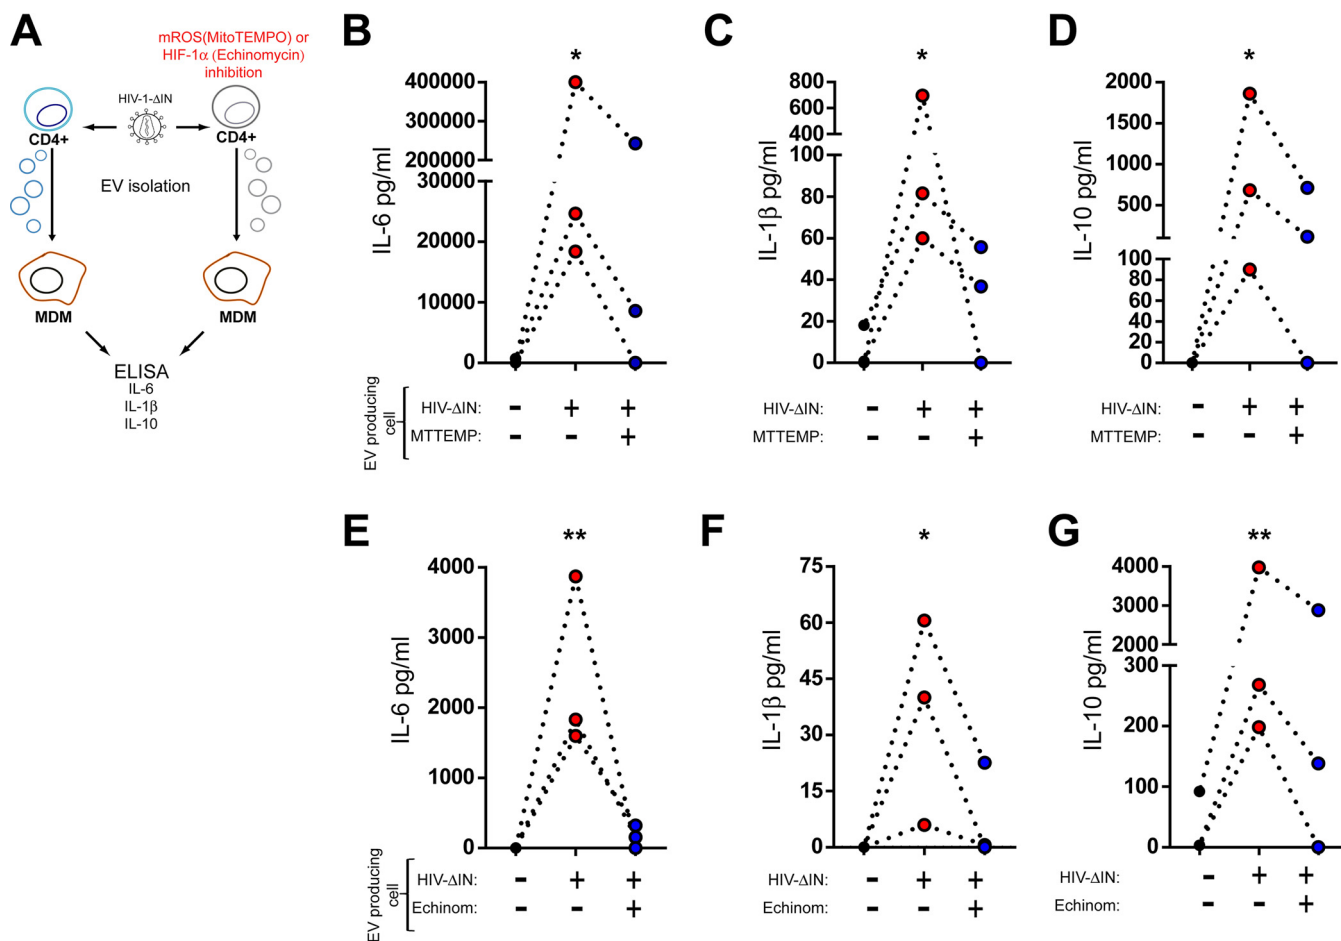 A
mROS(MitoTEMPO) or
HIF-1α (Echinomycin)
inhibition
HIV-1-ΔIN
CD4+
CD4+
EV isolation
MDM
MDM
ELISA
IL-6
IL-1β
IL-10
B
*
IL-6 pg/ml
400000
300000
200000
30000
20000
10000
0
EV producing
cell
HIV-ΔIN: - + +
MTTEMP: - - +
C
*
IL-1β pg/ml
800
600
400
100
80
60
40
20
0
HIV-ΔIN: - + +
MTTEMP: - - +
D
*
IL-10 pg/ml
2000
1500
1000
500
100
80
60
40
20
0
HIV-ΔIN: - + +
MTTEMP: - - +
E
**
IL-6 pg/ml
4000
3000
2000
1000
0
EV producing
cell
HIV-ΔIN: - + +
Echinom: - - +
F
*
IL-1β pg/ml
75
60
45
30
15
0
HIV-ΔIN: - + +
Echinom: - - +
G
**
IL-10 pg/ml
4000
3000
2000
300
200
100
0
HIV-ΔIN: - + +
Echinom: - - +